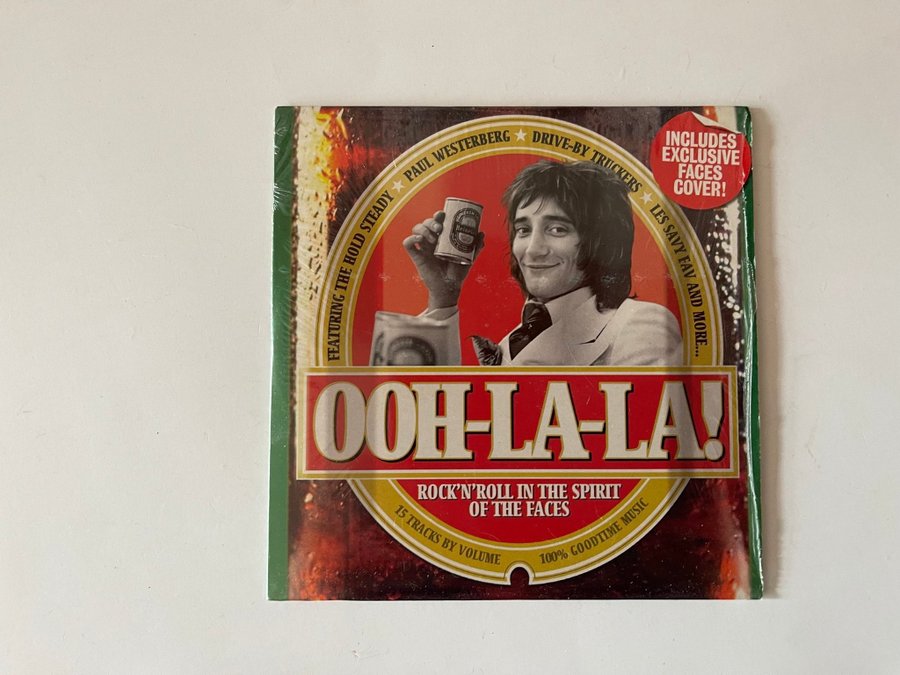 FEATURING THE HOLD STEADY ★ PAUL WESTERBERG ★ DRIVE-BY TRUCKERS ★ LES SAVY FAV AND MORE...
INCLUDES
EXCLUSIVE
FACES
COVER!
OOH-LA-LA!
ROCK'N'ROLL IN THE SPIRIT
OF THE FACES
15 TRACKS BY VOLUME
100% GOODTIME MUSIC